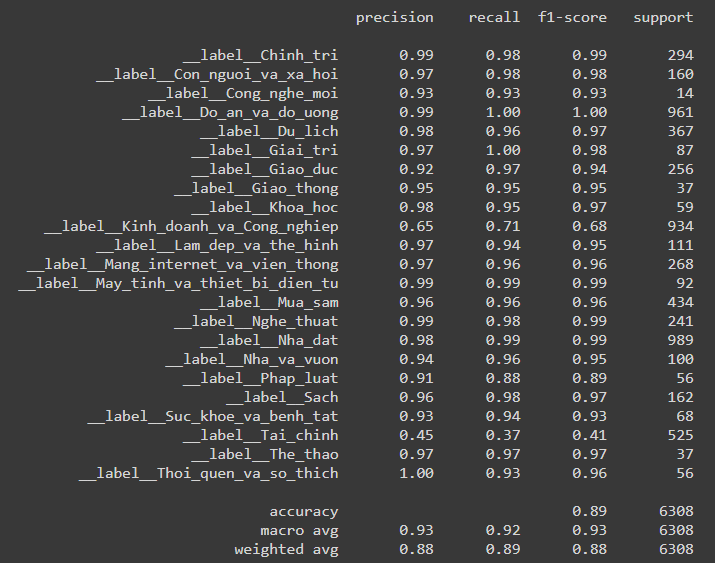 precision recall f1-score support
__label__Chinh_tri 0.99 0.98 0.99 294
__label__Con_nguoi_va_xa_hoi 0.97 0.98 0.98 160
__label__Cong_nghe_moi 0.93 0.93 0.93 14
__label__Do_an_va_do_uong 0.99 1.00 1.00 961
__label__Du_lich 0.98 0.96 0.97 367
__label__Giai_tri 0.97 1.00 0.98 87
__label__Giao_duc 0.92 0.97 0.94 256
__label__Giao_thong 0.95 0.95 0.95 37
__label__Khoa_hoc 0.98 0.95 0.97 59
__label__Kinh_doanh_va_Cong_nghiep 0.65 0.71 0.68 934
__label__Lam_dep_va_the_hinh 0.97 0.94 0.95 111
__label__Mang_internet_va_vien_thong 0.97 0.96 0.96 268
__label__May_tinh_va_thiet_bi_dien_tu 0.99 0.99 0.99 92
__label__Mua_sam 0.96 0.96 0.96 434
__label__Nghe_thuat 0.99 0.98 0.99 241
__label__Nha_dat 0.98 0.99 0.99 989
__label__Nha_va_vuon 0.94 0.96 0.95 100
__label__Phap_luat 0.91 0.88 0.89 56
__label__Sach 0.96 0.98 0.97 162
__label__Suc_khoe_va_benh_tat 0.93 0.94 0.93 68
__label__Tai_chinh 0.45 0.37 0.41 525
__label__The_thao 0.97 0.97 0.97 37
__label__Thoi_quen_va_so_thich 1.00 0.93 0.96 56
accuracy 0.89 6308
macro avg 0.93 0.92 0.93 6308
weighted avg 0.88 0.89 0.88 6308